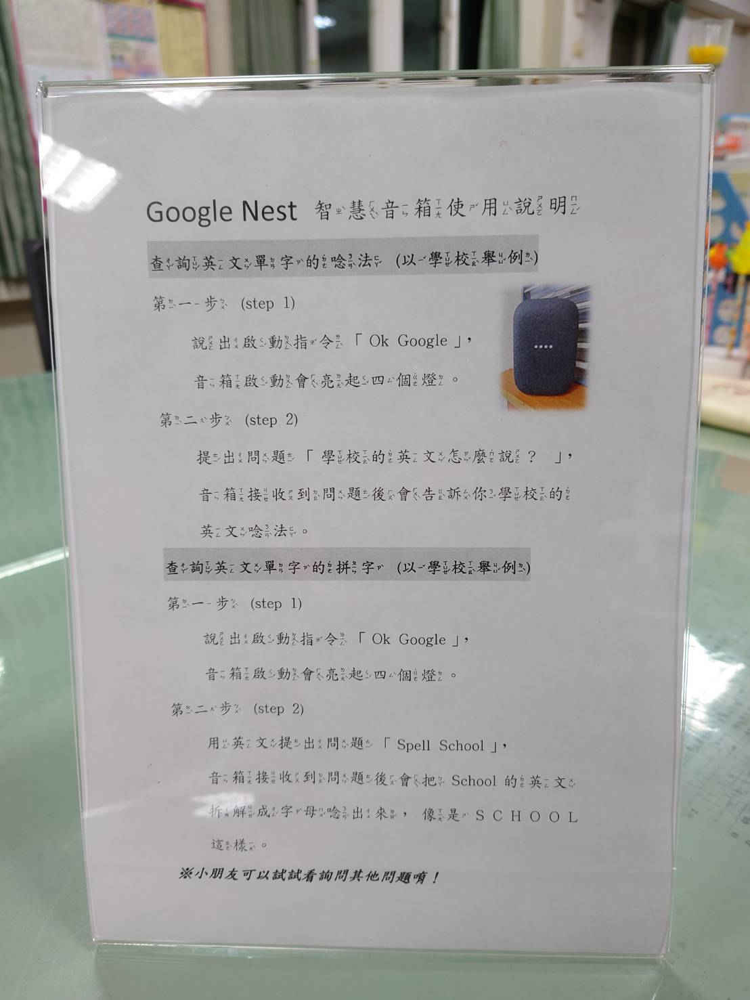 Google Nest 智慧音箱使用說明
查詢英文單字的唸法 (以學校舉例)
第一步 (step 1)
說出啟動指令「Ok Google」，
音箱啟動會亮起四個燈。
第二步 (step 2)
提出問題「學校的英文怎麼說？ 」，
音箱接收到問題後會告訴你學校的
英文唸法。
查詢英文單字的拼字 (以學校舉例)
第一步 (step 1)
說出啟動指令「Ok Google」，
音箱啟動會亮起四個燈。
第二步 (step 2)
用英文提出問題「Spell School」，
音箱接收到問題後會把 School 的英文
拆解成字母唸出來， 像是 S C H O O L
這樣。
※小朋友可以試試看詢問其他問題唷！